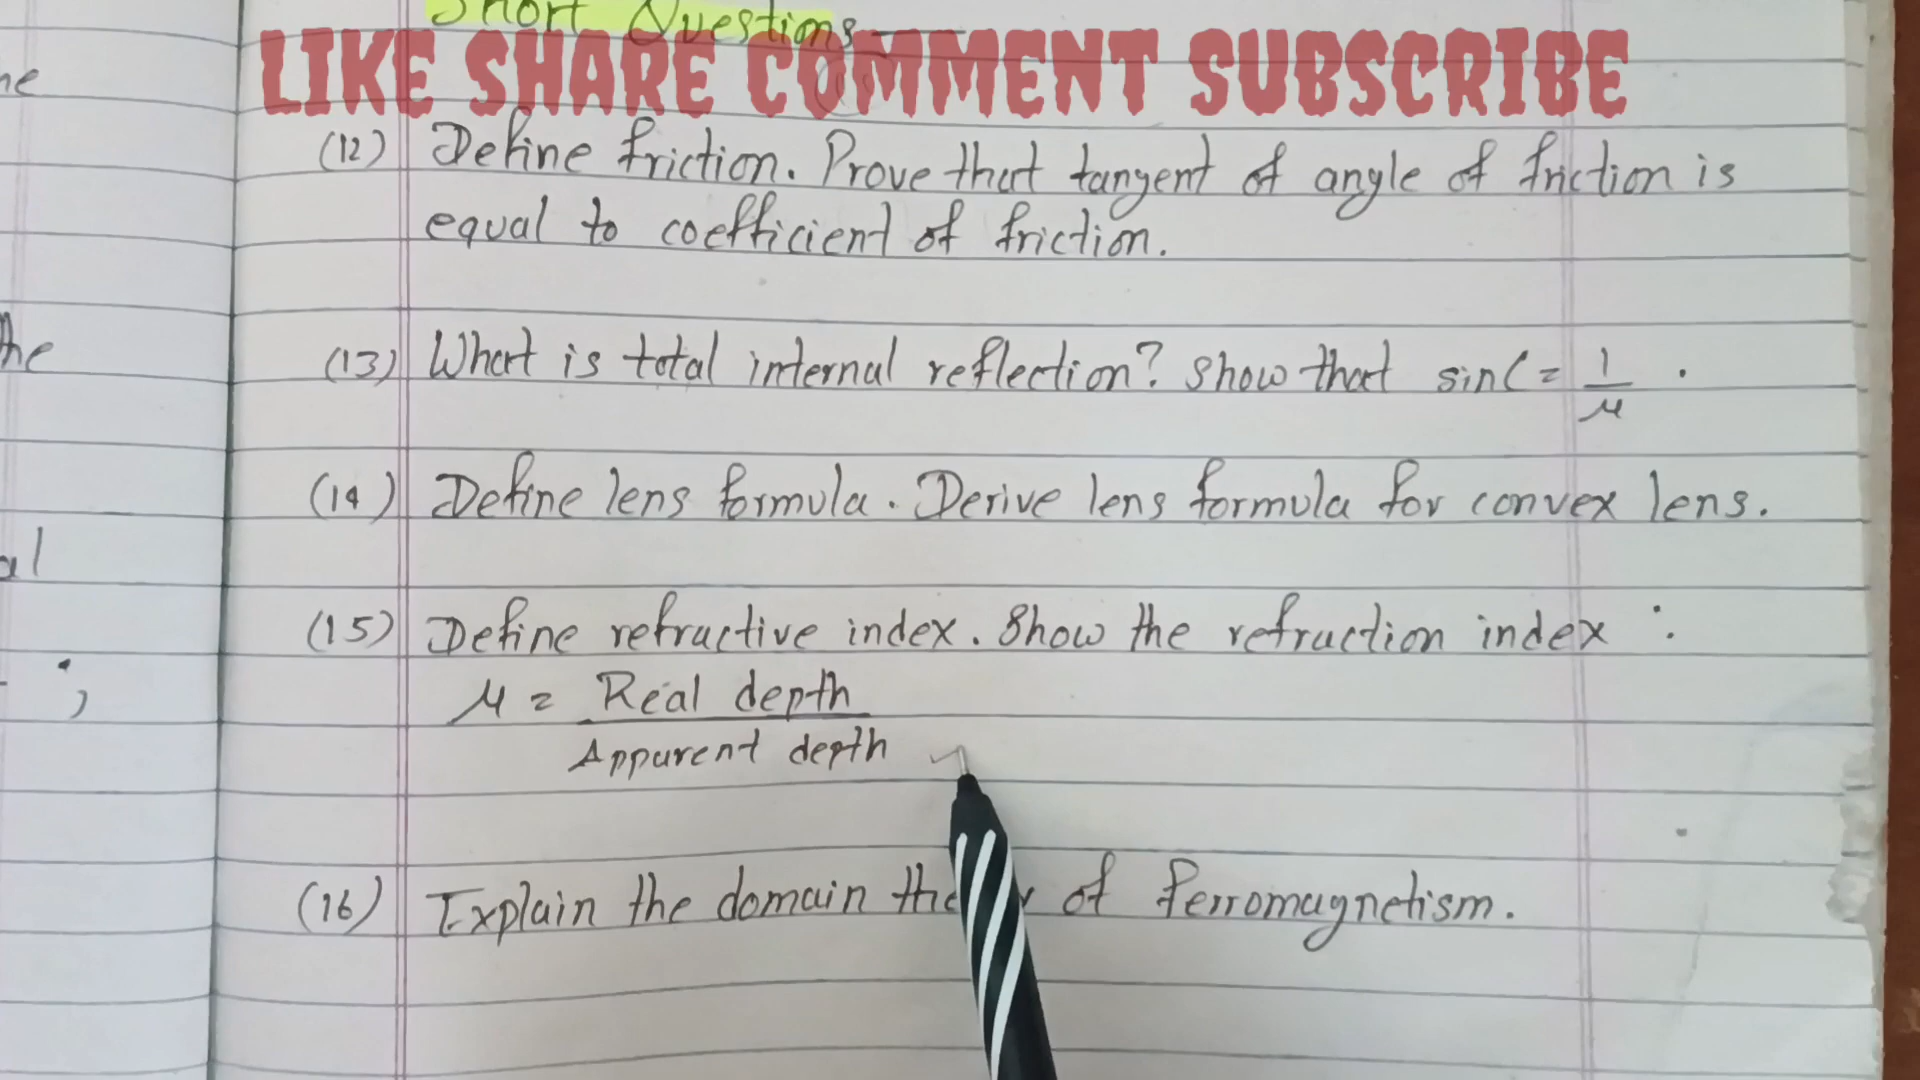 Short Questions
LIKE SHARE COMMENT SUBSCRIBE
he
(12) Define friction. Prove that tangent of angle of friction is
equal to coefficient of friction.
the
(13) What is total internal reflection? Show that sinC = 1/μ .
(14) Define lens formula. Derive lens formula for convex lens.
al
(15) Define refractive index. Show the refraction index :
μ = Real depth
Apparent depth
(16) Explain the domain of ferromagnetism.